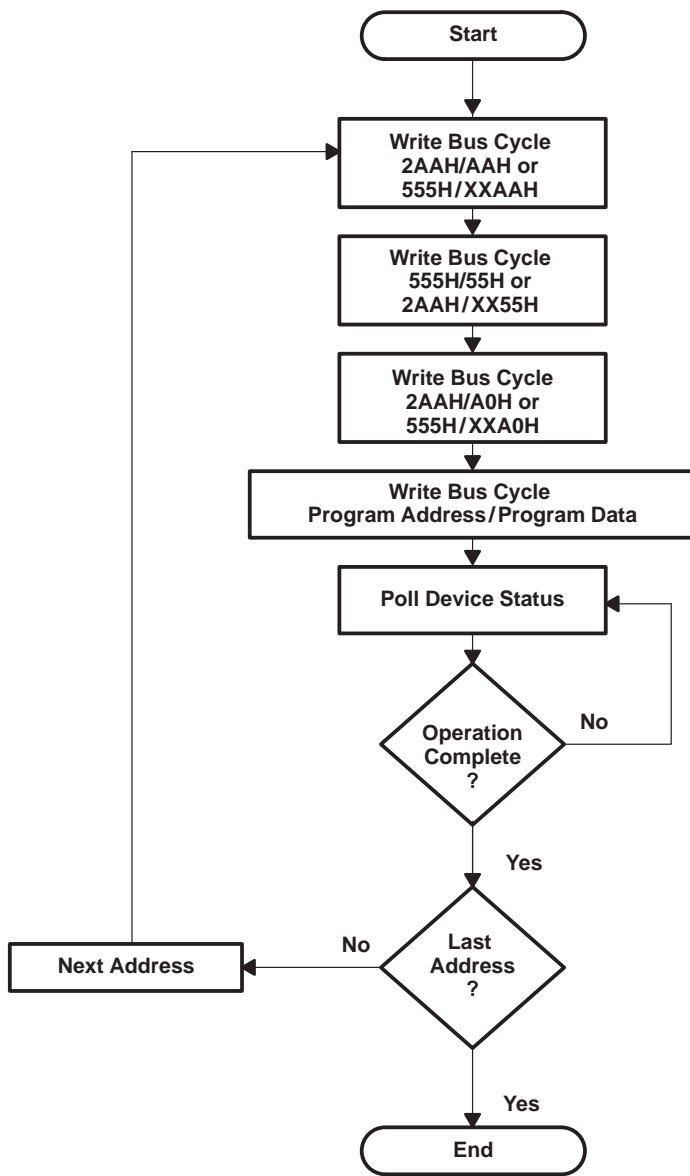 Start
Write Bus Cycle
2AAH/AAH or
555H/XXAAH
Write Bus Cycle
555H/55H or
2AAH/XX55H
Write Bus Cycle
2AAH/A0H or
555H/XXA0H
Write Bus Cycle
Program Address/Program Data
Poll Device Status
Operation
Complete
?
No
Yes
Last
Address
?
No
Next Address
Yes
End